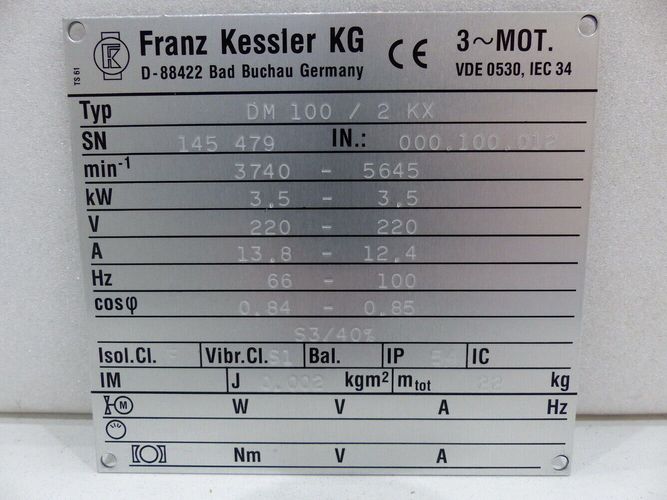 Franz Kessler KG CE 3~MOT.
D-88422 Bad Buchau Germany VDE 0530, IEC 34
TS 61
Typ DM 100 / 2 KX
SN 145 479 IN.: 000.100.012
min-1 3740 - 5645
kW 3,5 - 3,5
V 220 - 220
A 13,8 - 12,4
Hz 66 - 100
cosφ 0,84 - 0,85
S3/40%
Isol.Cl. F Vibr.Cl. S1 Bal. IP 54 IC
IM J 0,002 kgm² mtot 22 kg
M W V A Hz
Nm V A